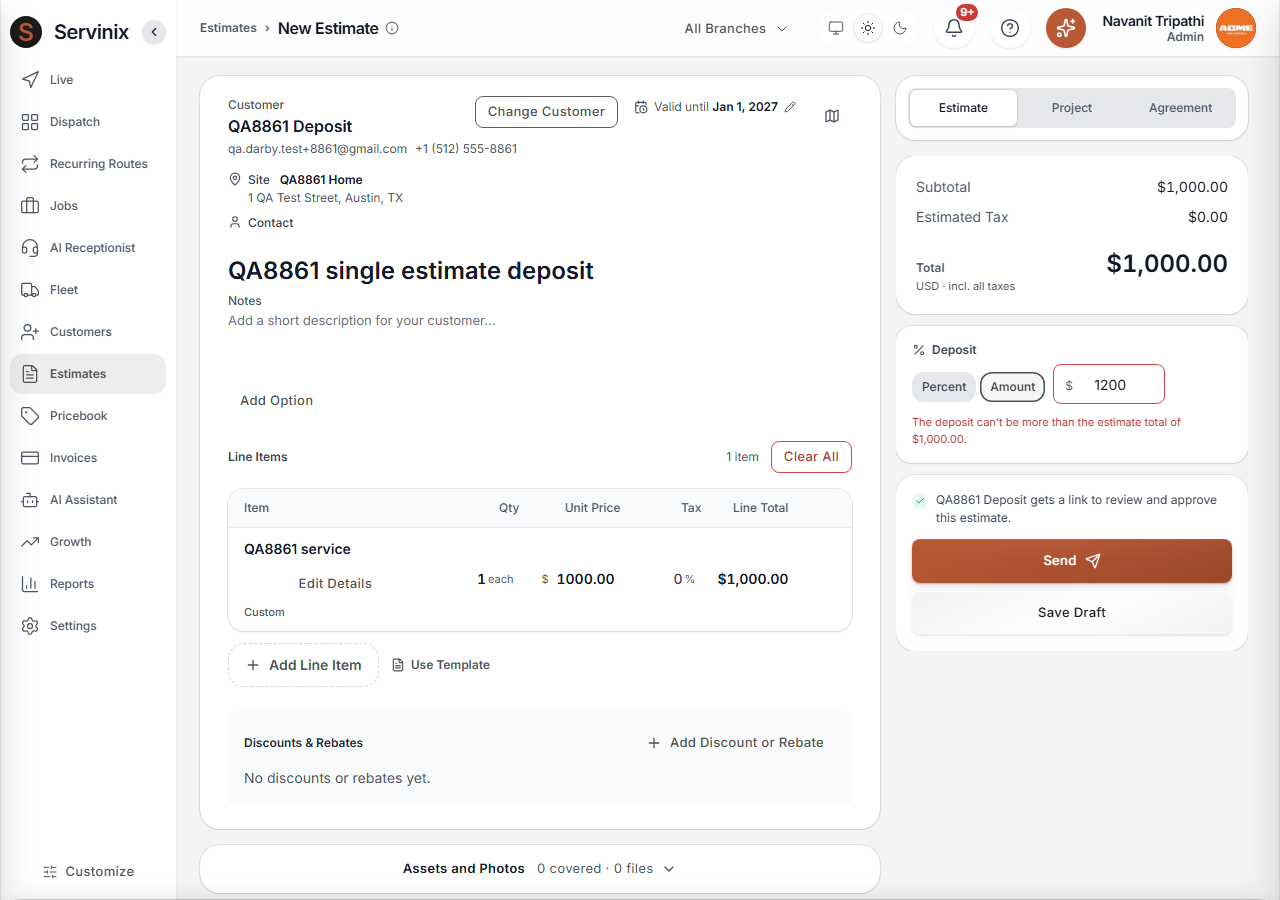 Servinix
Live
Dispatch
Recurring Routes
Jobs
AI Receptionist
Fleet
Customers
Estimates
Pricebook
Invoices
AI Assistant
Growth
Reports
Settings
Customize
Estimates › New Estimate
All Branches
9+
Navanit Tripathi
Admin
ACME
Customer
QA8861 Deposit
qa.darby.test+8861@gmail.com +1 (512) 555-8861
Change Customer
Valid until Jan 1, 2027
Site QA8861 Home
1 QA Test Street, Austin, TX
Contact
QA8861 single estimate deposit
Notes
Add a short description for your customer...
Add Option
Line Items
1 item
Clear All
Item Qty Unit Price Tax Line Total
QA8861 service
Edit Details
1 each $ 1000.00 0 % $1,000.00
Custom
+ Add Line Item
Use Template
Discounts & Rebates
+ Add Discount or Rebate
No discounts or rebates yet.
Assets and Photos 0 covered · 0 files
Estimate Project Agreement
Subtotal $1,000.00
Estimated Tax $0.00
Total $1,000.00
USD · incl. all taxes
% Deposit
Percent Amount $ 1200
The deposit can't be more than the estimate total of
$1,000.00.
QA8861 Deposit gets a link to review and approve
this estimate.
Send
Save Draft